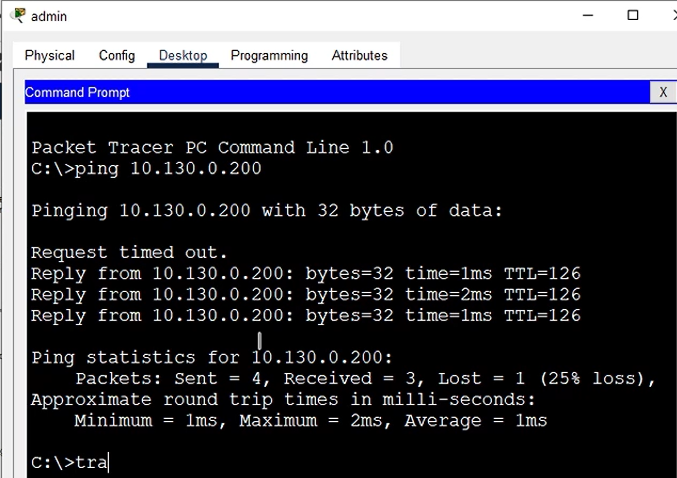 admin
Physical Config Desktop Programming Attributes
Command Prompt X
Packet Tracer PC Command Line 1.0
C:\>ping 10.130.0.200
Pinging 10.130.0.200 with 32 bytes of data:
Request timed out.
Reply from 10.130.0.200: bytes=32 time=1ms TTL=126
Reply from 10.130.0.200: bytes=32 time=2ms TTL=126
Reply from 10.130.0.200: bytes=32 time=1ms TTL=126
Ping statistics for 10.130.0.200:
Packets: Sent = 4, Received = 3, Lost = 1 (25% loss),
Approximate round trip times in milli-seconds:
Minimum = 1ms, Maximum = 2ms, Average = 1ms
C:\>tra